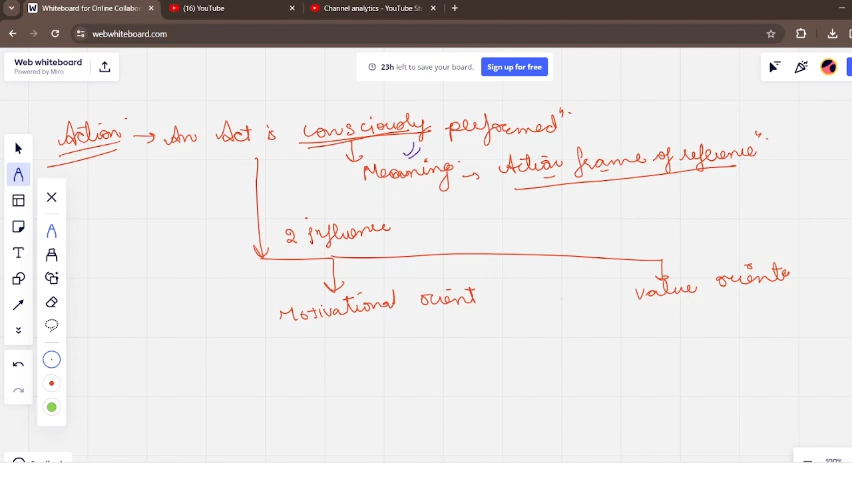 Whiteboard for Online Collabor
(16) YouTube
Channel analytics - YouTube St
webwhiteboard.com
Web whiteboard
Powered by Miro
23h left to save your board.
Sign up for free
Action → An Act is consciously performed"
Meaning → Action frame of reference"
2 influence
Motivational orient
value oriente
100%